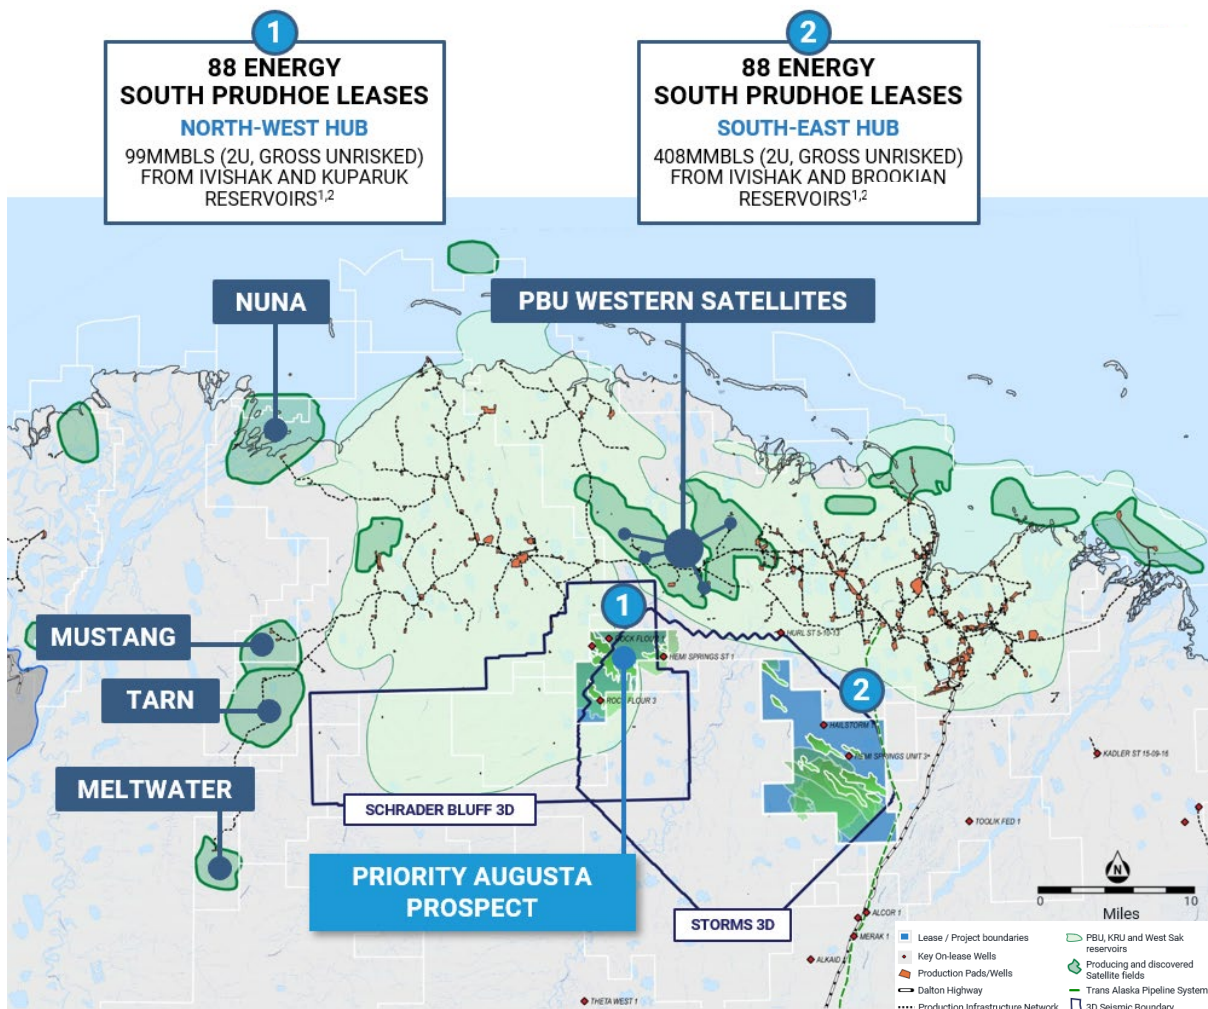 1
88 ENERGY
SOUTH PRUDHOE LEASES
NORTH-WEST HUB
99MMBLS (2U, GROSS UNRISKED)
FROM IVISHAK AND KUPARUK
RESERVOIRS1,2
2
88 ENERGY
SOUTH PRUDHOE LEASES
SOUTH-EAST HUB
408MMBLS (2U, GROSS UNRISKED)
FROM IVISHAK AND BROOKIAN
RESERVOIRS1,2
NUNA
PBU WESTERN SATELLITES
1
HURL ST 5-10-13
MUSTANG
ROCK FLOUR
HEMI SPRINGS ST 1
2
TARN
ROCK FLOUR 3
HAILSTORM
HEMI SPRINGS UNIT 3
KADLER ST 15-09-16
MELTWATER
SCHRADER BLUFF 3D
TOOLIK FED 1
PRIORITY AUGUSTA
PROSPECT
N
0
10
Miles
STORMS 3D
ALCOR 1
MERAK 1
ALKAID
THETA WEST 1
Lease / Project boundaries
Key On-lease Wells
Production Pads/Wells
Dalton Highway
Production Infrastructure Network
PBU, KRU and West Sak
reservoirs
Producing and discovered
Satellite fields
Trans Alaska Pipeline System
3D Seismic Boundary